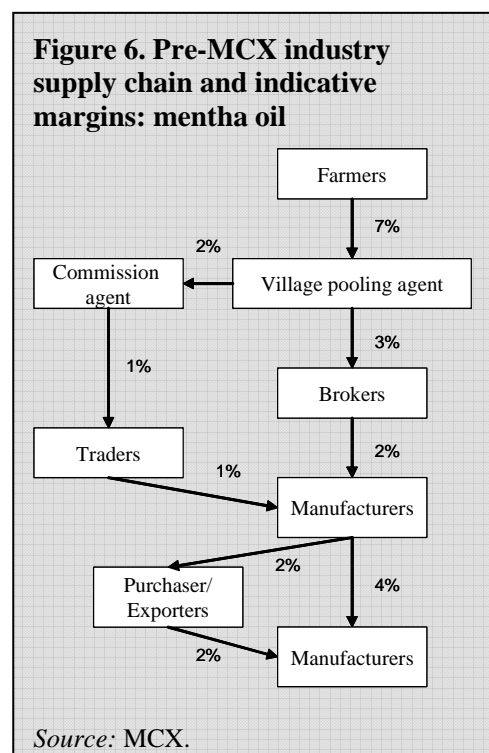 Figure 6. Pre-MCX industry
supply chain and indicative
margins: mentha oil
Farmers
7%
2%
Commission
agent
Village pooling agent
3%
1%
Brokers
2%
Traders
1%
Manufacturers
2%
4%
Purchaser/
Exporters
2%
Manufacturers
Source: MCX.